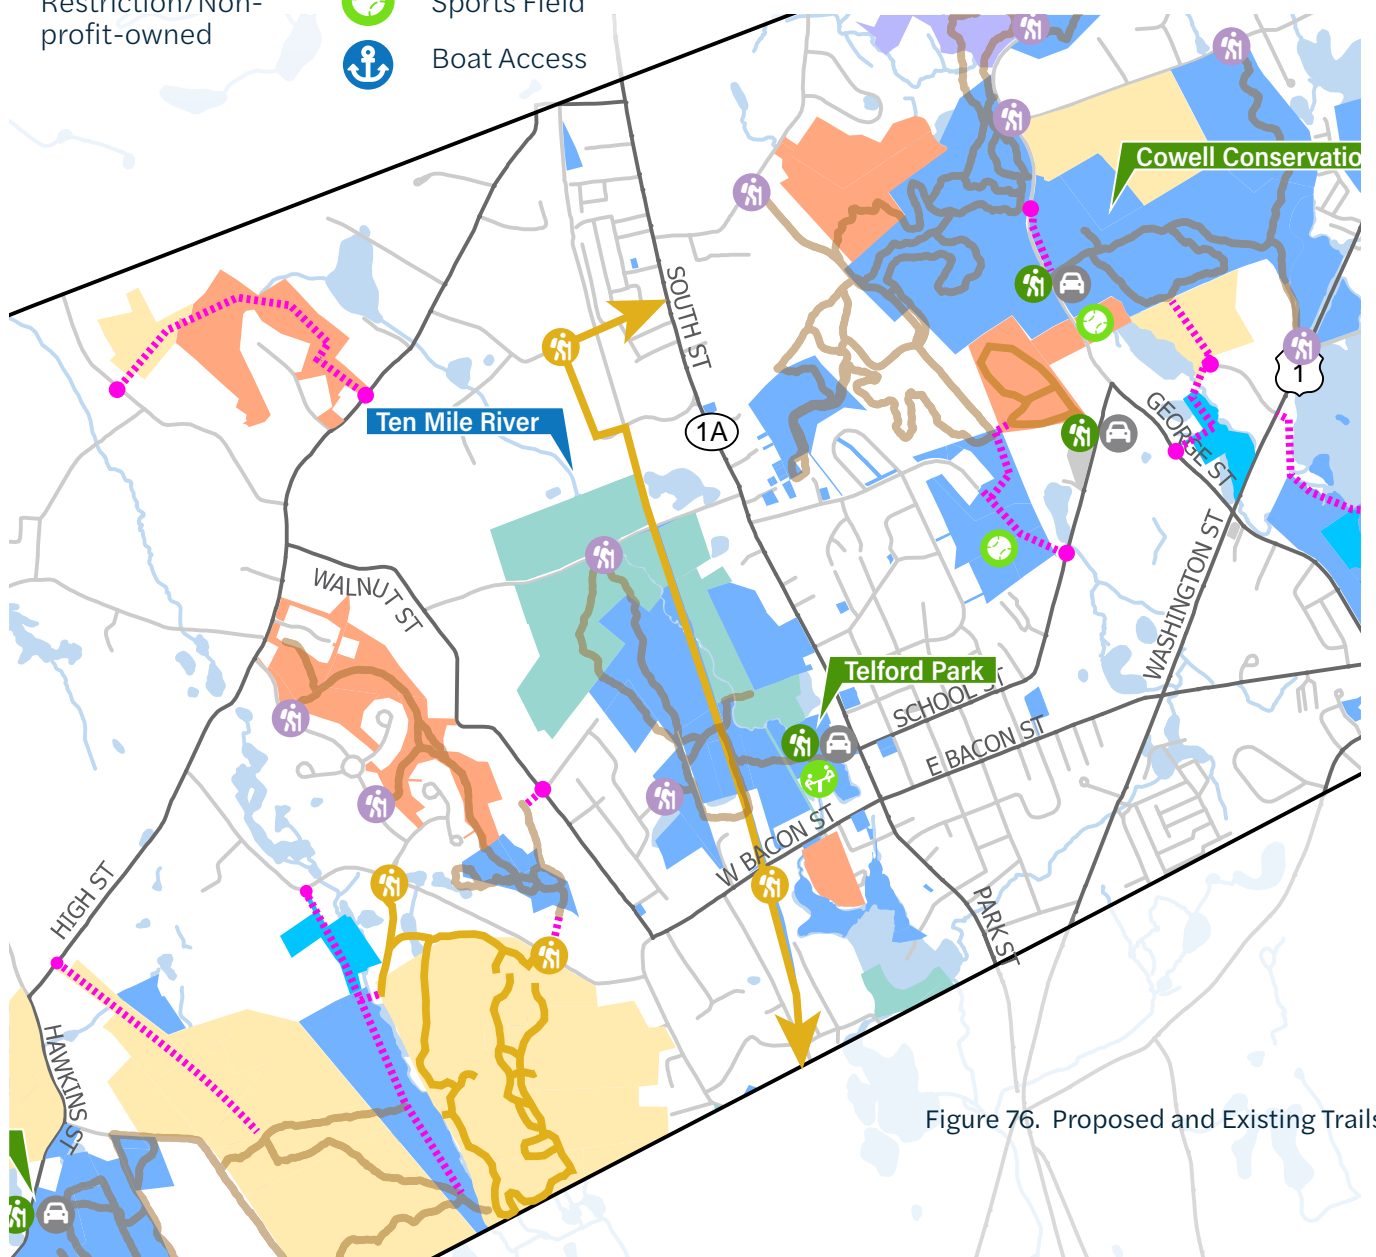 Restriction/Non-
profit-owned
Sports Field
Boat Access
Cowell Conservatio
SOUTH ST
1
Ten Mile River
1A
GEORGE ST
WALNUT ST
WASHINGTON ST
Telford Park
SCHOOL ST
E BACON ST
W BACON ST
HIGH ST
PARK ST
HAWKINS ST
Figure 76. Proposed and Existing Trails